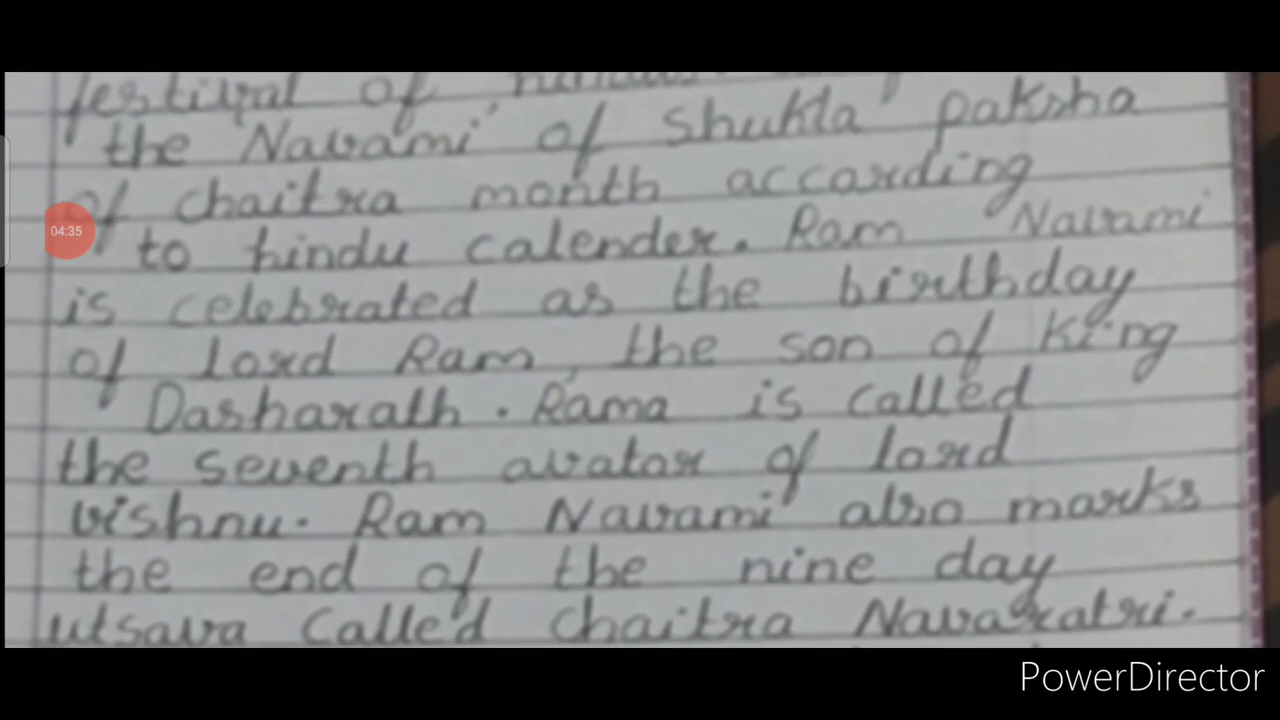 festival of
the Navami of Shukla paksha
of chaitra month according
04:35
to hindu calender. Ram Navami
is celebrated as the birthday
of lord Ram, the son of King
Dasharath. Rama is called
the seventh avatar of lord
vishnu. Ram Navami also marks
the end of the nine day
utsava Called Chaitra Navaratri.
PowerDirector